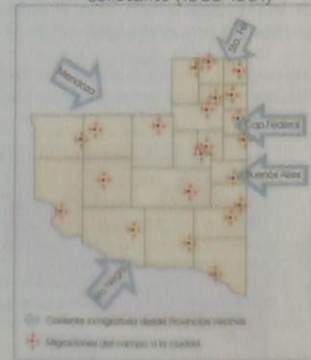 Sta. Fe
Mendoza
Cap. Federal
Buenos Aires
Río Negro
Corriente inmigratoria desde Provincias vecinas
Migraciones del campo a la ciudad